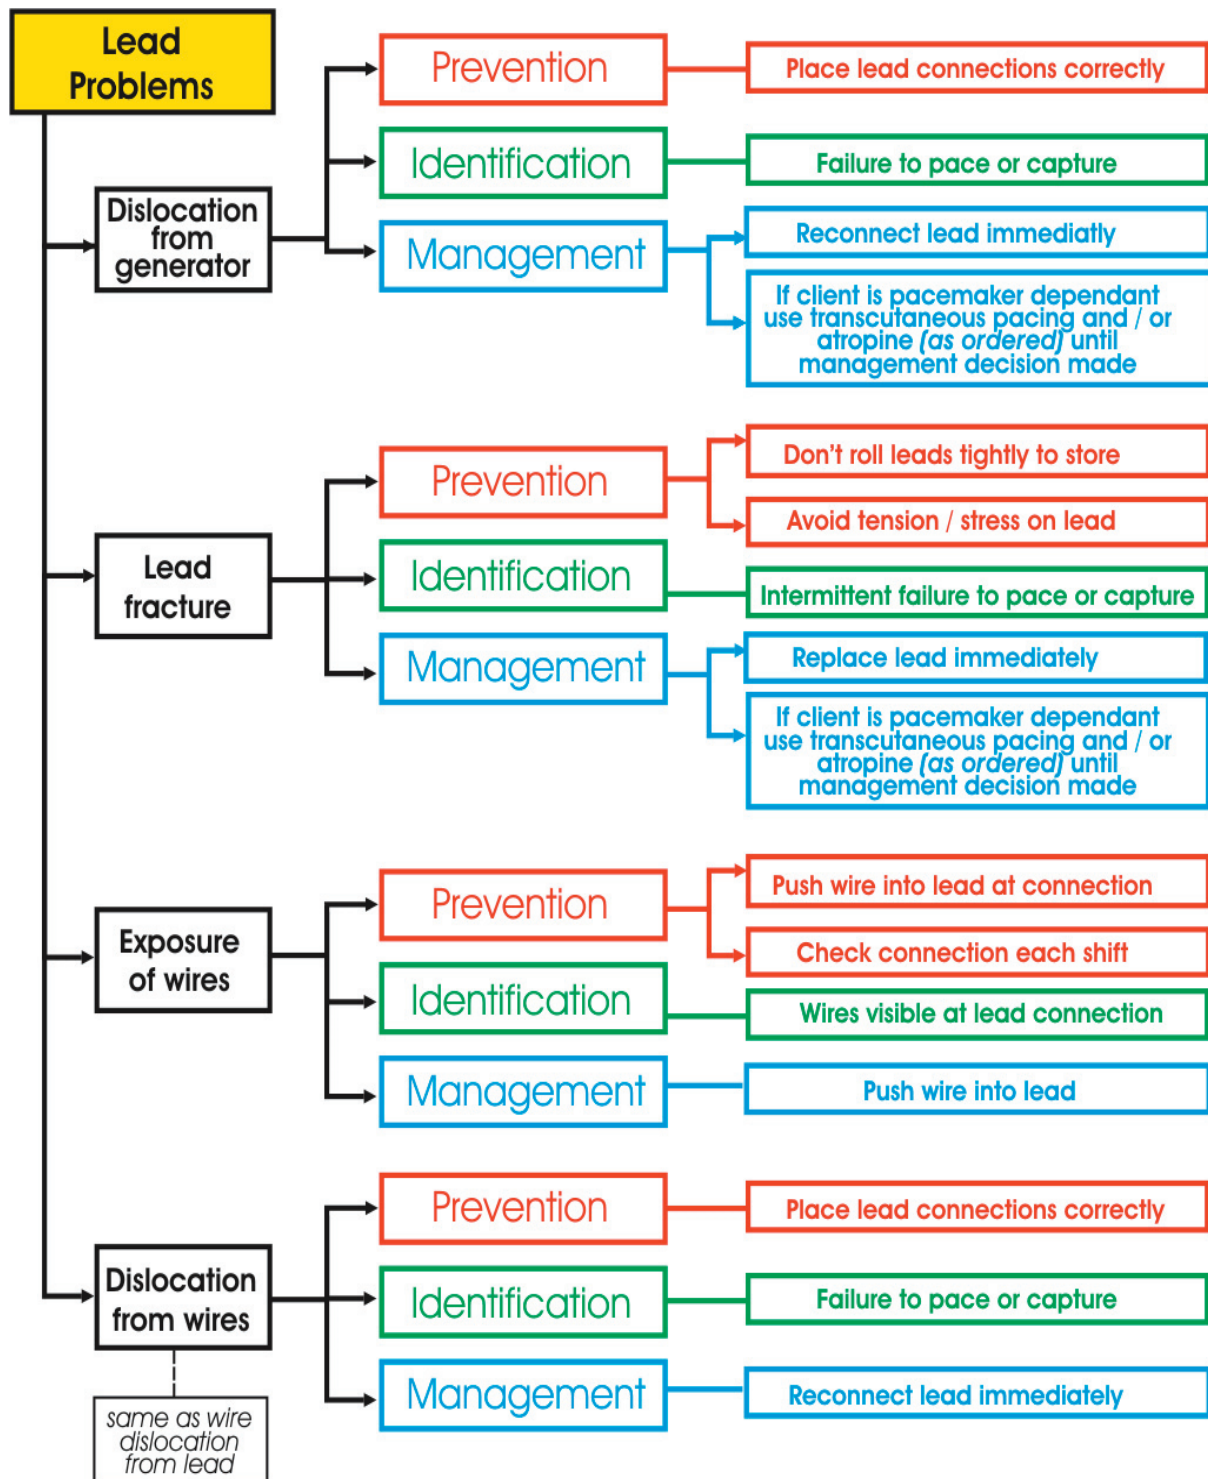 Lead
Problems
Dislocation
from
generator
Prevention
Place lead connections correctly
Identification
Failure to pace or capture
Management
Reconnect lead immediatly
If client is pacemaker dependant
use transcutaneous pacing and / or
atropine (as ordered) until
management decision made
Lead
fracture
Prevention
Don't roll leads tightly to store
Avoid tension / stress on lead
Identification
Intermittent failure to pace or capture
Management
Replace lead immediately
If client is pacemaker dependant
use transcutaneous pacing and / or
atropine (as ordered) until
management decision made
Exposure
of wires
Prevention
Push wire into lead at connection
Check connection each shift
Identification
Wires visible at lead connection
Management
Push wire into lead
Dislocation
from wires
same as wire
dislocation
from lead
Prevention
Place lead connections correctly
Identification
Failure to pace or capture
Management
Reconnect lead immediately